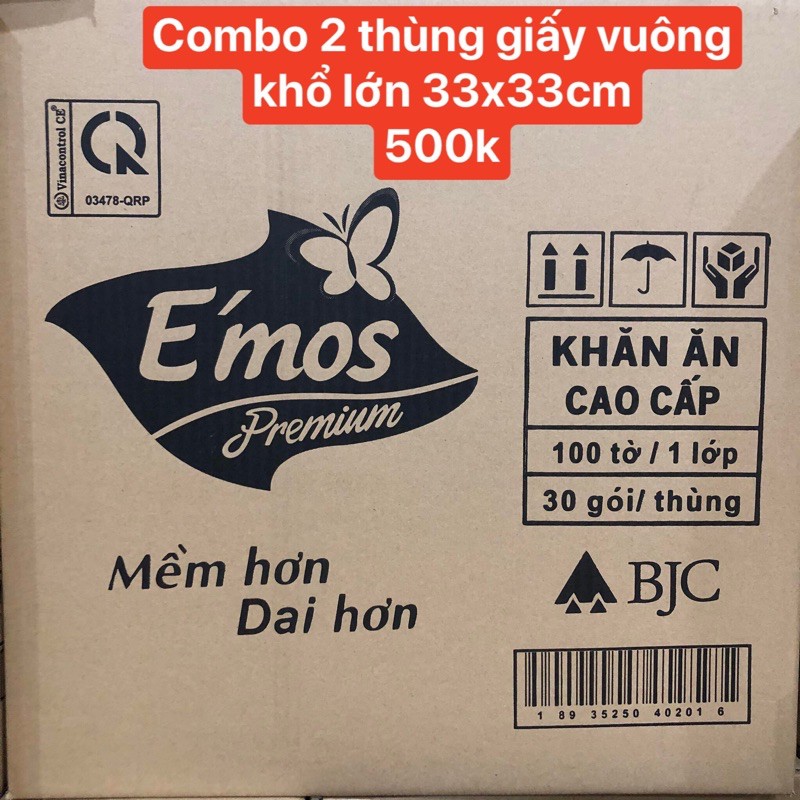 Combo 2 thùng giấy vuông
khổ lớn 33x33cm
500k
Vinacontrol CE®
03478-QRP
E'mos
Premium
KHĂN ĂN
CAO CẤP
100 tờ / 1 lớp
30 gói/ thùng
Mềm hơn
Dai hơn
BJC
1 89 35250 40201 6